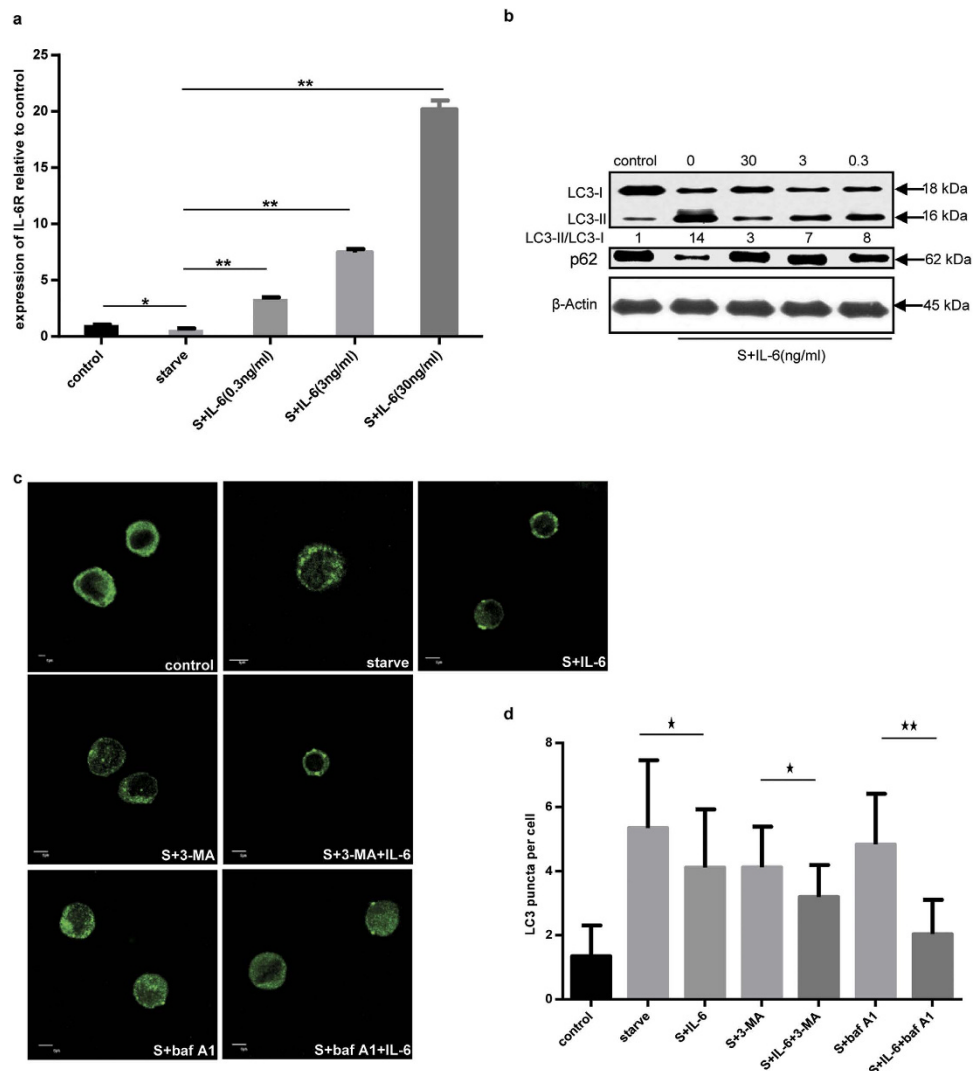 a
expression of IL-6R relative to control
25
20
15
10
5
0
**
**
**
*
control
starve
S+IL-6(0.3ng/ml)
S+IL-6(3ng/ml)
S+IL-6(30ng/ml)
b
control 0 30 3 0.3
LC3-I 18 kDa
LC3-II 16 kDa
LC3-II/LC3-I 1 14 3 7 8
p62 62 kDa
β-Actin 45 kDa
S+IL-6(ng/ml)
c
control
starve
S+IL-6
S+3-MA
S+3-MA+IL-6
S+baf A1
S+baf A1+IL-6
d
LC3 puncta per cell
8
6
4
2
0
★
★
★★
control
starve
S+IL-6
S+3-MA
S+IL-6+3-MA
S+baf A1
S+IL-6+baf A1